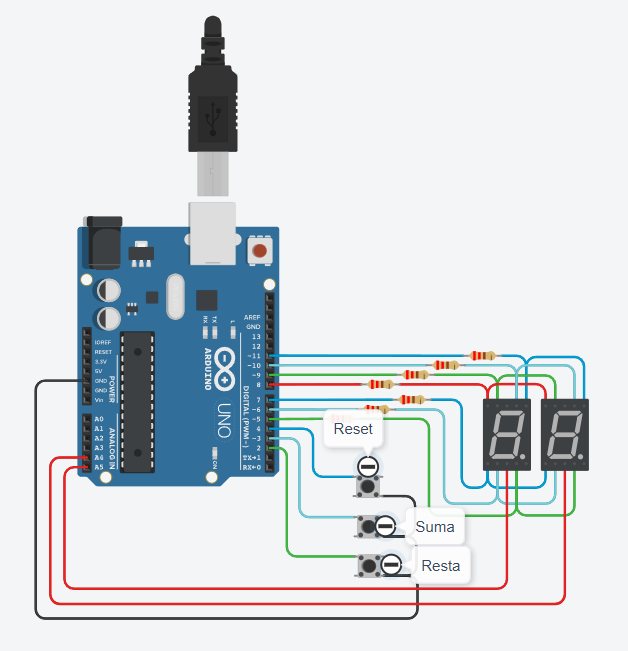 AREF
GND
13
12
~11
~10
~9
8
7
~6
~5
4
~3
2
TX→1
RX←0
DIGITAL (PWM~)
RX
TX
L
ARDUINO
UNO
ON
IOREF
RESET
3.3V
5V
GND
GND
Vin
POWER
A0
A1
A2
A3
A4
A5
ANALOG IN
Reset
Suma
Resta